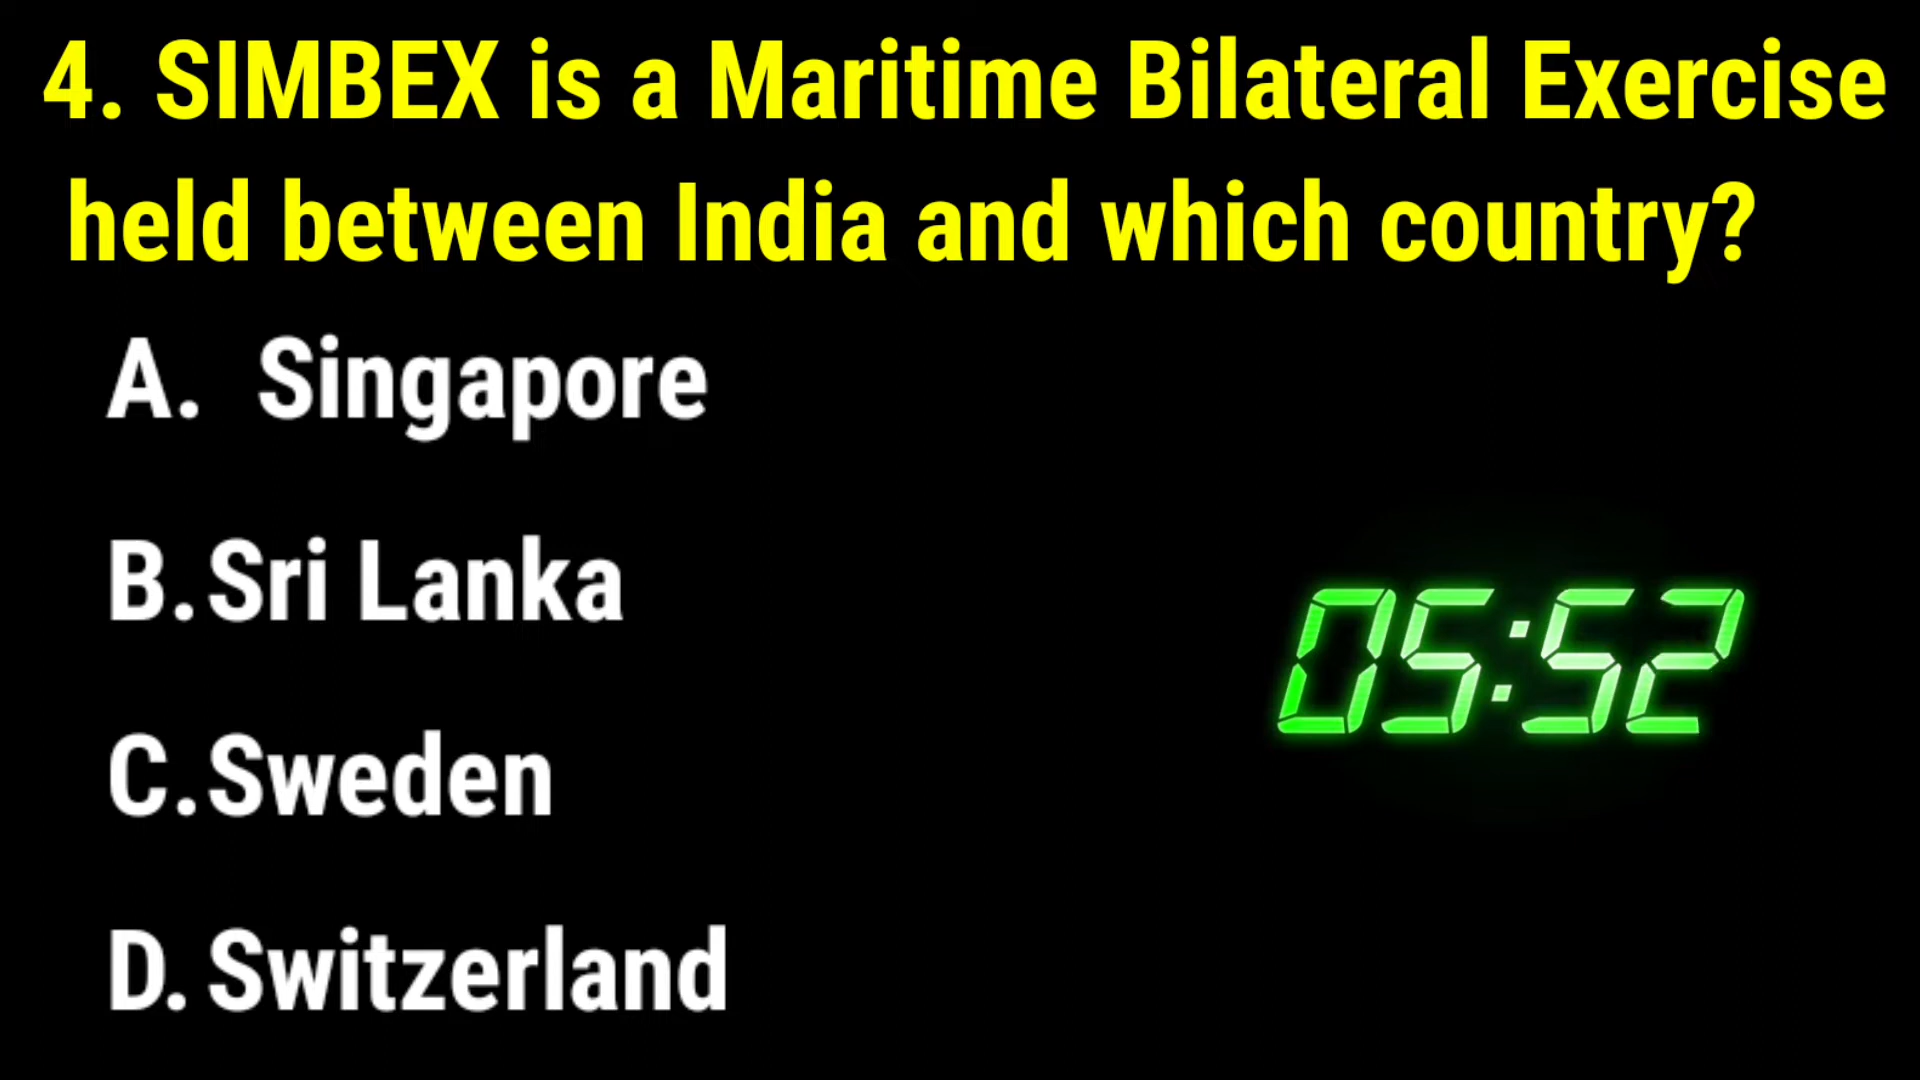 4. SIMBEX is a Maritime Bilateral Exercise
held between India and which country?
A. Singapore
B. Sri Lanka
C. Sweden
D. Switzerland
05:52